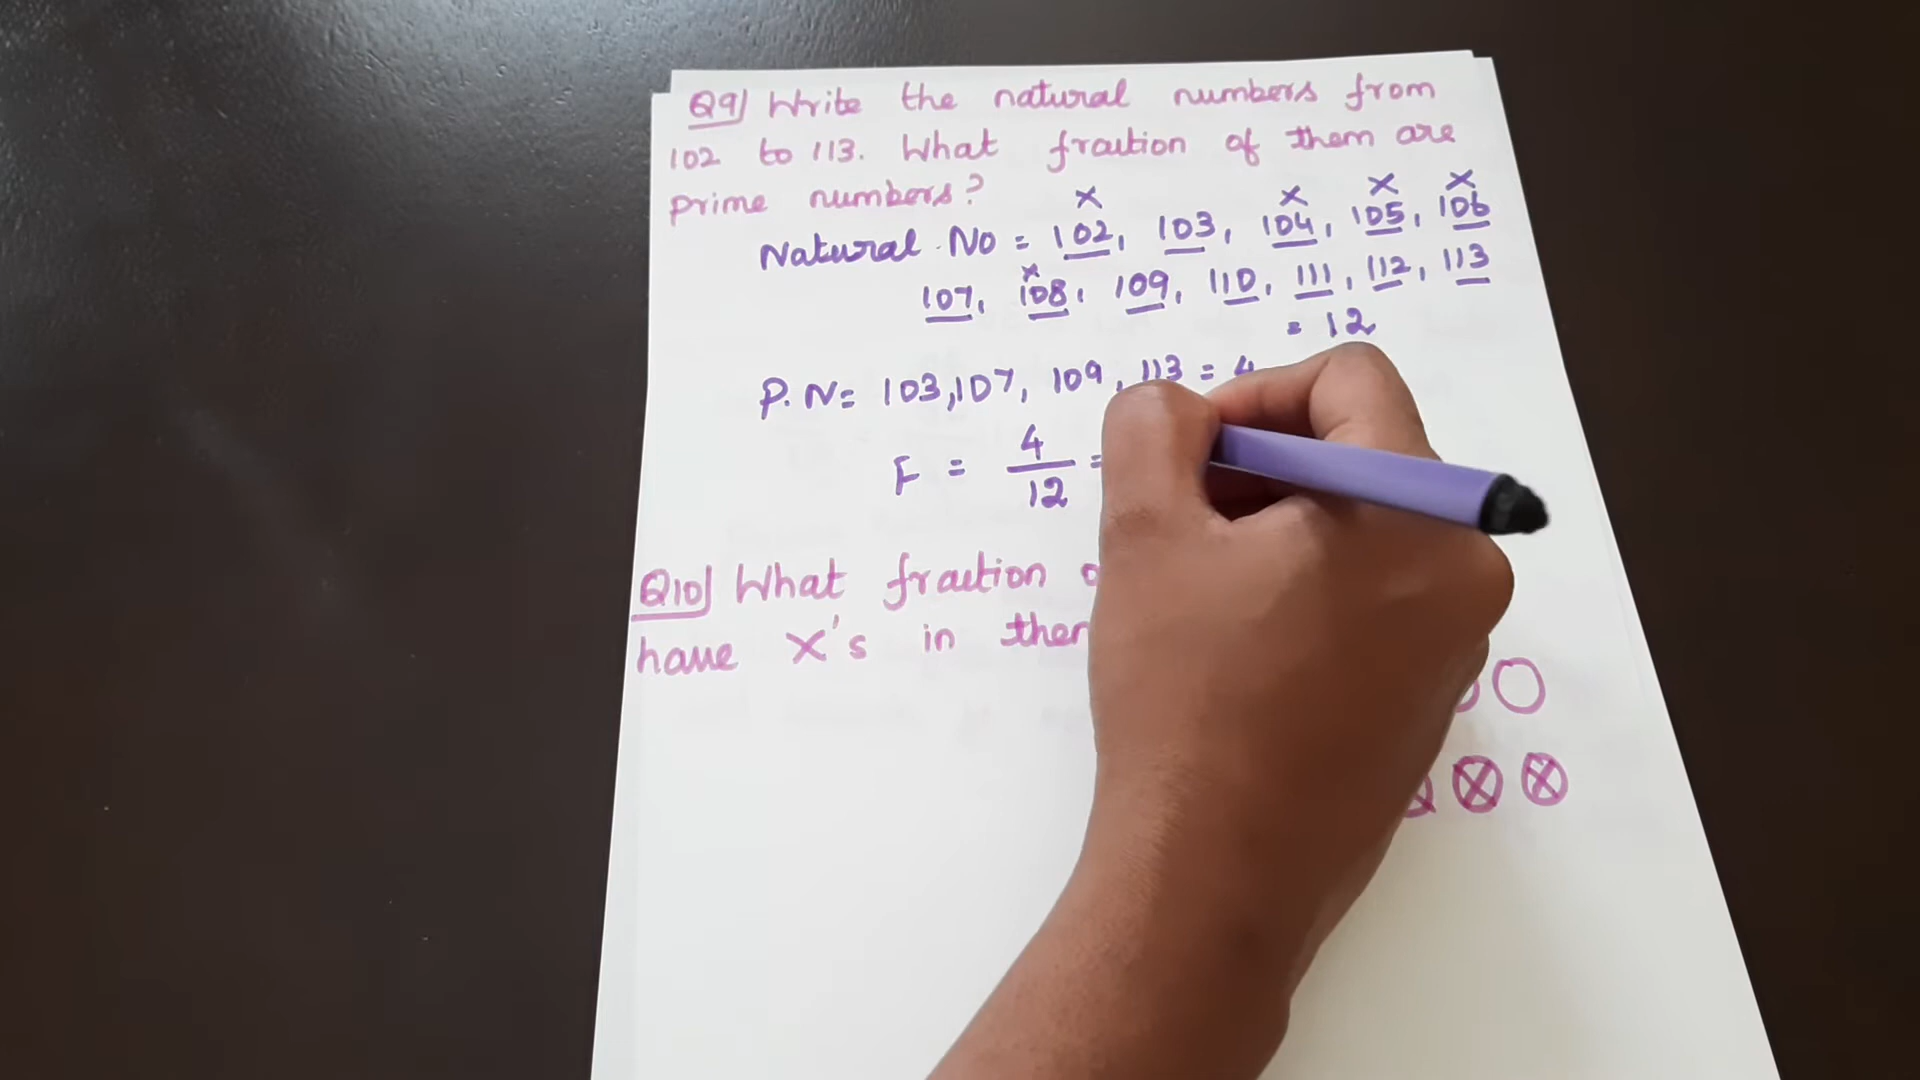 Q9) Write the natural numbers from
102 to 113. What fraction of them are
prime numbers?
x x x x
Natural No = 102, 103, 104, 105, 106
x
107, 108, 109, 110, 111, 112, 113
= 12
P.N = 103, 107, 109, 113 = 4
F = 4/12 =
Q10) What fraction
have X's in